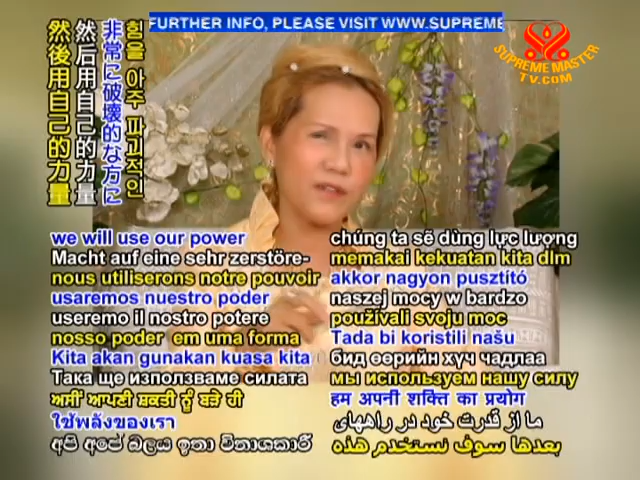 FURTHER INFO, PLEASE VISIT WWW.SUPREME
SUPREME MASTER
TV.COM
힘을 아주 파괴적인
非常に破壊的な方に
然后用自己的力量
然後用自己的力量
we will use our power
Macht auf eine sehr zerstöre-
nous utiliserons notre pouvoir
usaremos nuestro poder
useremo il nostro potere
nosso poder em uma forma
Kita akan gunakan kuasa kita
Така ще използваме силата
ਅਸੀਂ ਆਪਣੀ ਸ਼ਕਤੀ ਨੂੰ ਬੜੇ ਹੀ
ใช้พลังของเรา
අපි අපේ බලය ඉතා විනාශකාරී
chúng ta sẽ dùng lực lượng
memakai kekuatan kita dlm
akkor nagyon pusztító
naszej mocy w bardzo
používali svoju moc
Tada bi koristili našu
бид өөрийн хүч чадлаа
мы используем нашу силу
हम अपनी शक्ति का प्रयोग
ما از قدرت خود در راههای
بعدها سوف نستخدم هذه